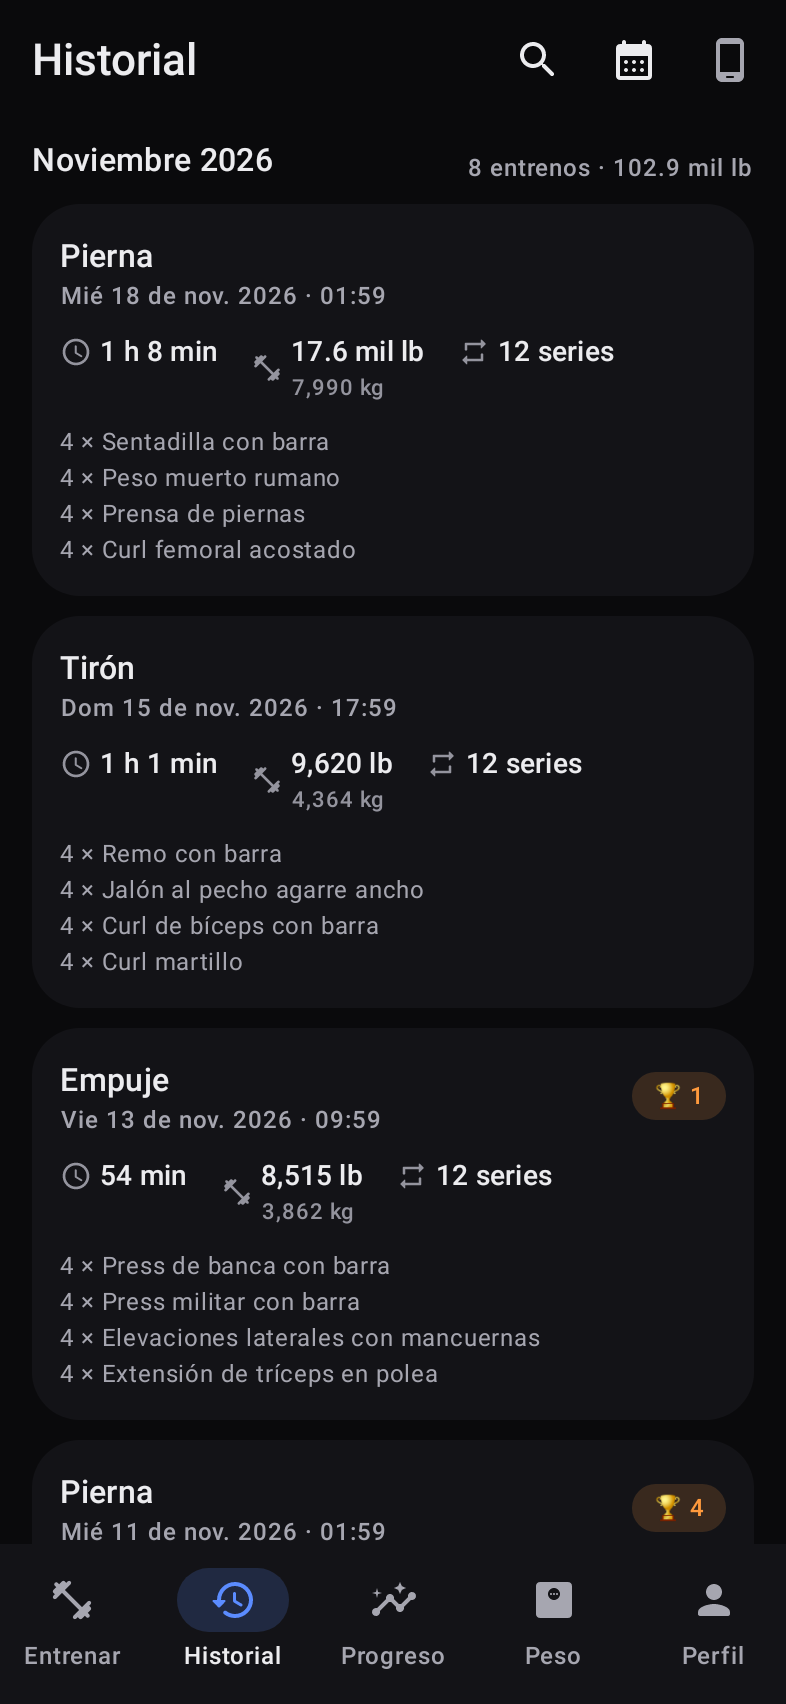 Historial
Noviembre 2026
8 entrenos · 102.9 mil lb
Pierna
Mié 18 de nov. 2026 · 01:59
1 h 8 min
17.6 mil lb
12 series
7,990 kg
4 × Sentadilla con barra
4 × Peso muerto rumano
4 × Prensa de piernas
4 × Curl femoral acostado
Tirón
Dom 15 de nov. 2026 · 17:59
1 h 1 min
9,620 lb
12 series
4,364 kg
4 × Remo con barra
4 × Jalón al pecho agarre ancho
4 × Curl de bíceps con barra
4 × Curl martillo
Empuje
🏆 1
Vie 13 de nov. 2026 · 09:59
54 min
8,515 lb
12 series
3,862 kg
4 × Press de banca con barra
4 × Press militar con barra
4 × Elevaciones laterales con mancuernas
4 × Extensión de tríceps en polea
Pierna
🏆 4
Mié 11 de nov. 2026 · 01:59
Entrenar
Historial
Progreso
Peso
Perfil